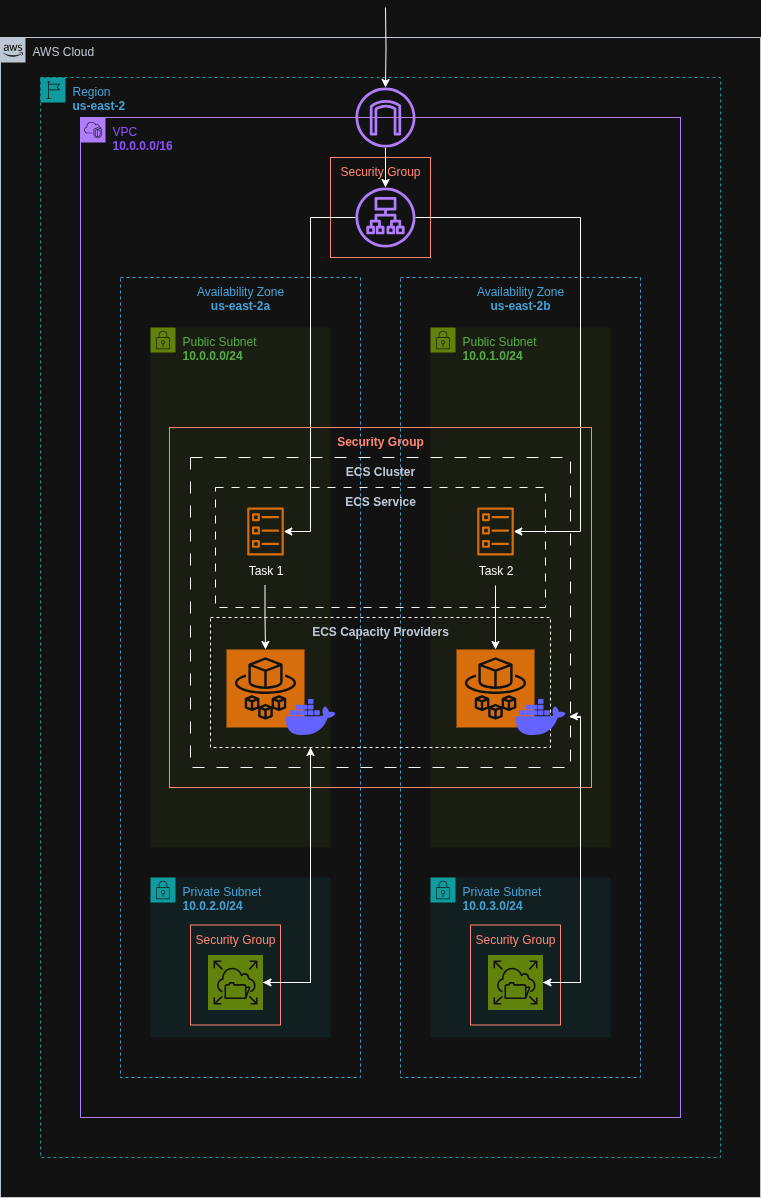 aws
AWS Cloud
Region
us-east-2
VPC
10.0.0.0/16
Security Group
Availability Zone
us-east-2a
Availability Zone
us-east-2b
Public Subnet
10.0.0.0/24
Public Subnet
10.0.1.0/24
Security Group
ECS Cluster
ECS Service
Task 1
Task 2
ECS Capacity Providers
Private Subnet
10.0.2.0/24
Private Subnet
10.0.3.0/24
Security Group
Security Group